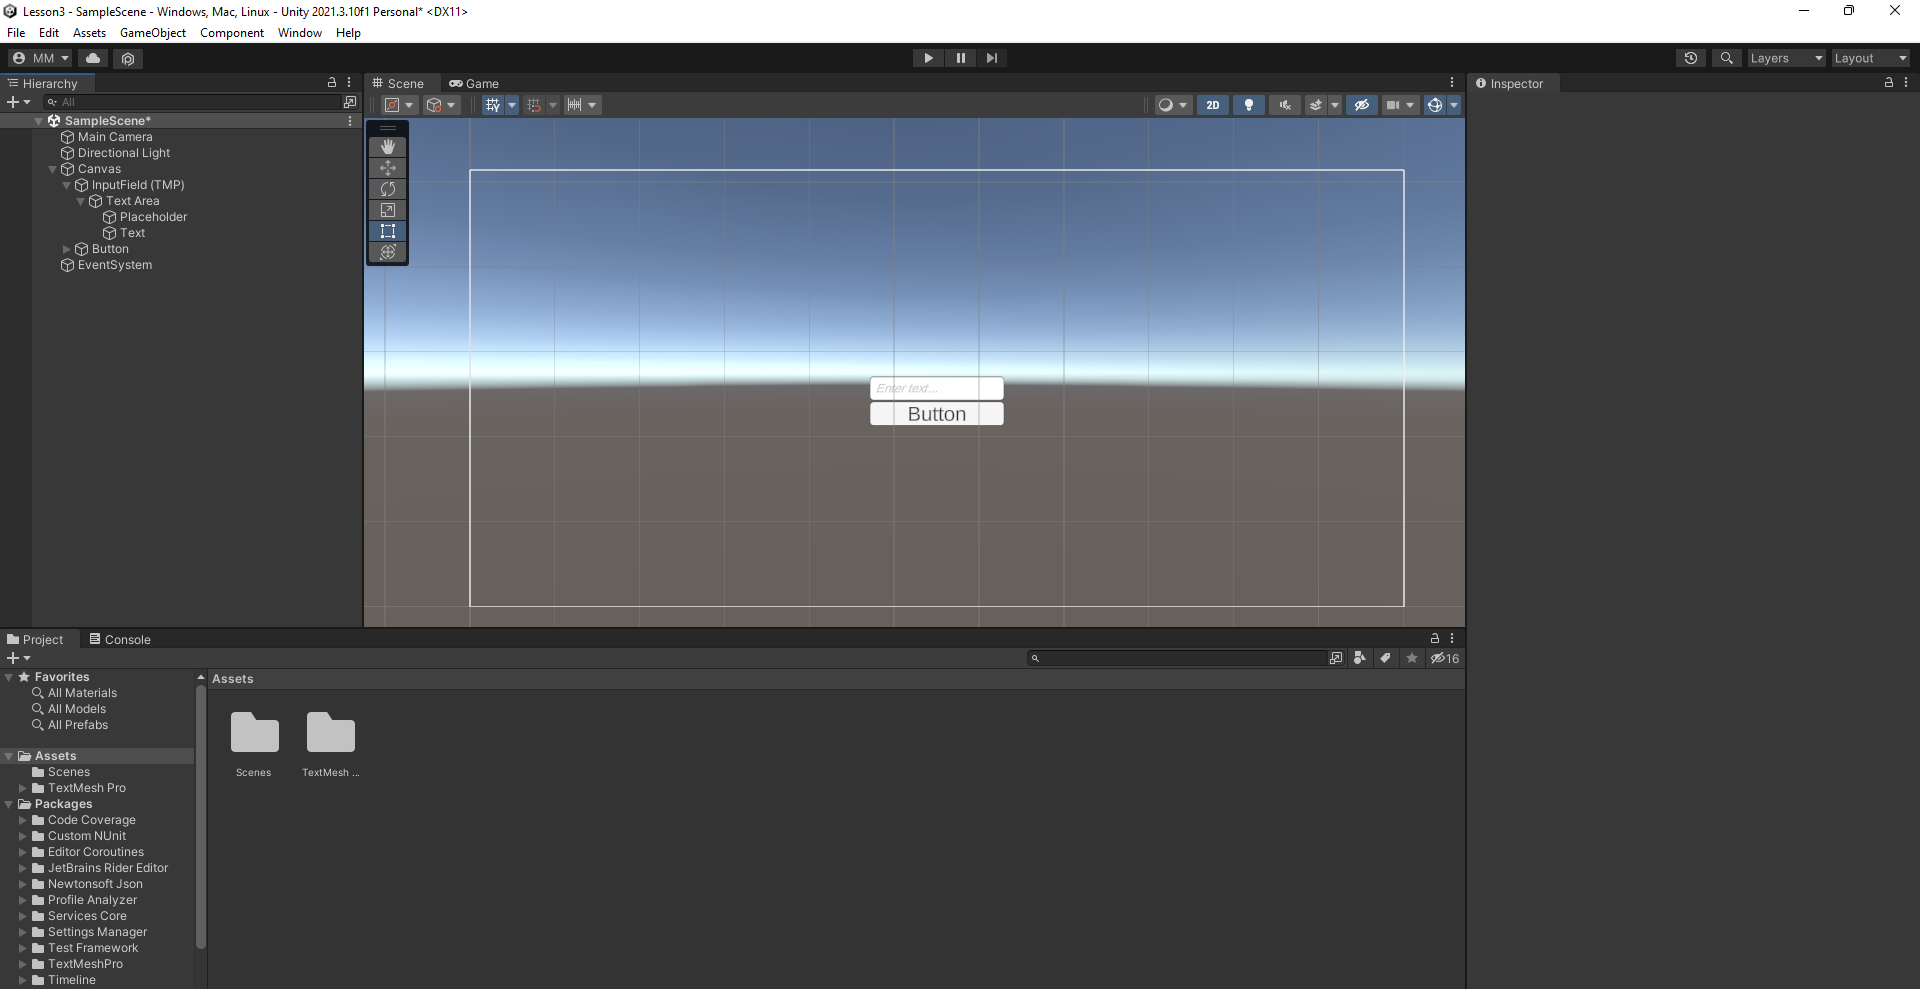 Lesson3 - SampleScene - Windows, Mac, Linux - Unity 2021.3.10f1 Personal* <DX11>
File Edit Assets GameObject Component Window Help
MM
Layers
Layout
Hierarchy
All
SampleScene*
Main Camera
Directional Light
Canvas
InputField (TMP)
Text Area
Placeholder
Text
Button
EventSystem
Scene
Game
2D
Enter text...
Button
Inspector
Project
Console
16
Favorites
All Materials
All Models
All Prefabs
Assets
Scenes
TextMesh Pro
Packages
Code Coverage
Custom NUnit
Editor Coroutines
JetBrains Rider Editor
Newtonsoft Json
Profile Analyzer
Services Core
Settings Manager
Test Framework
TextMeshPro
Timeline
Assets
Scenes
TextMesh ...